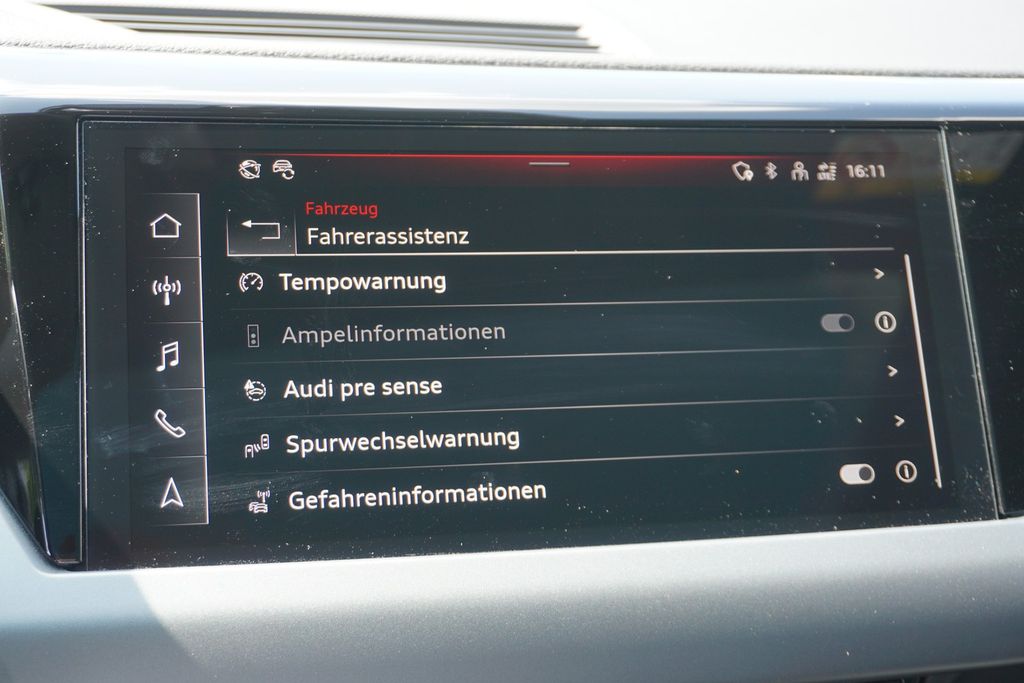 16:11
Fahrzeug
Fahrerassistenz
Tempowarnung
Ampelinformationen
Audi pre sense
Spurwechselwarnung
Gefahreninformationen